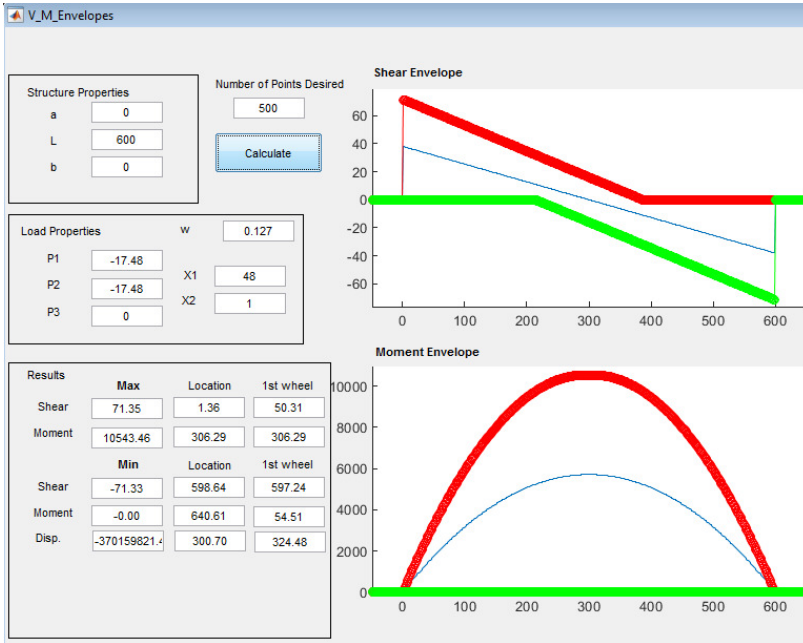 V_M_Envelopes
Structure Properties
a 0
L 600
b 0
Number of Points Desired
500
Calculate
Load Properties
w 0.127
P1 -17.48
P2 -17.48
P3 0
X1 48
X2 1
Results
Max Location 1st wheel
Shear 71.35 1.36 50.31
Moment 10543.46 306.29 306.29
Min Location 1st wheel
Shear -71.33 598.64 597.24
Moment -0.00 640.61 54.51
Disp. -370159821.4 300.70 324.48
Shear Envelope
60
40
20
0
-20
-40
-60
0 100 200 300 400 500 600
Moment Envelope
10000
8000
6000
4000
2000
0
0 100 200 300 400 500 600